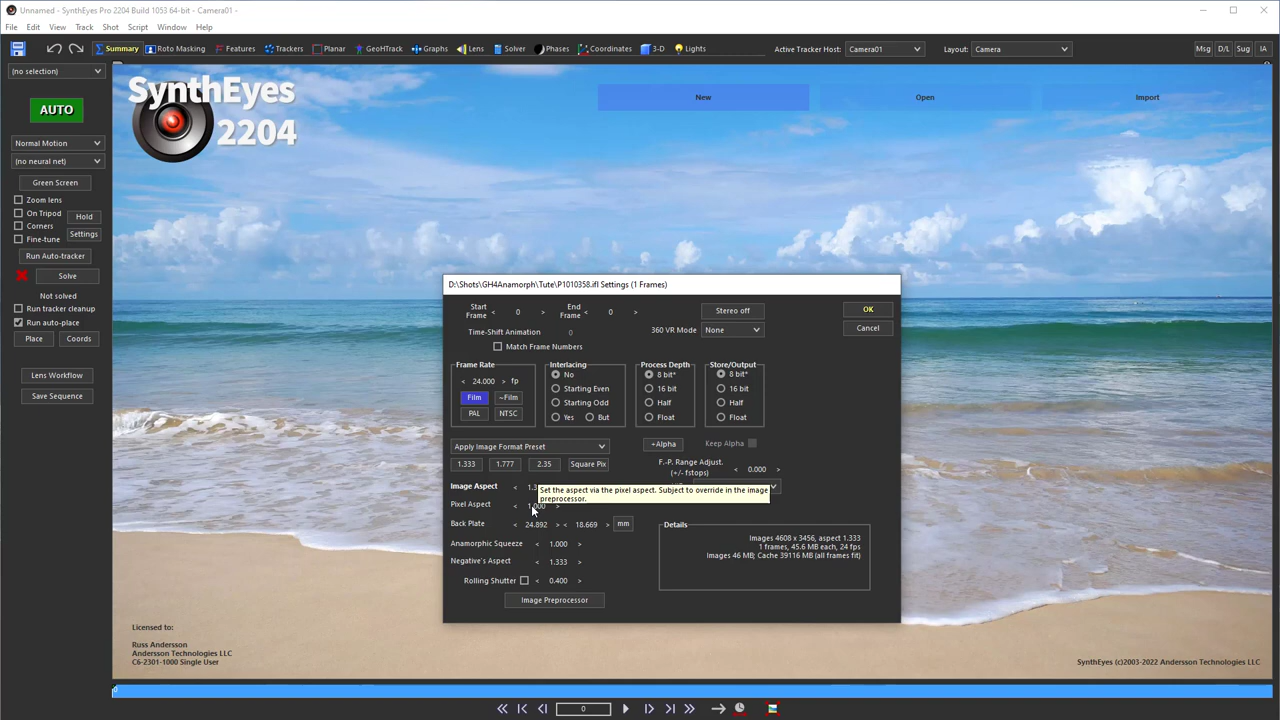 Unnamed - SynthEyes Pro 2204 Build 1053 64-bit - Camera01 -
File Edit View Track Shot Script Window Help
Summary Roto Masking Features Trackers Planar GeoHTrack Graphs Lens Solver Phases Coordinates 3-D Lights Active Tracker Host: Camera01 Layout: Camera Msg D/L Sug IA
(no selection)
SynthEyes
2204
New Open Import
AUTO
Normal Motion
(no neural net)
Green Screen
Zoom lens
On Tripod Hold
Corners
Fine-tune Settings
Run Auto-tracker
Solve
Not solved
Run tracker cleanup
Run auto-place
Place Coords
Lens Workflow
Save Sequence
D:\Shots\GH4Anamorph\Tute\P1010358.ifl Settings (1 Frames)
Start Frame < 0 > End Frame < 0 > Stereo off OK
Time-Shift Animation 0 360 VR Mode None Cancel
Match Frame Numbers
Frame Rate Interlacing Process Depth Store/Output
< 24.000 > fp No 8 bit* 8 bit*
Film ~Film Starting Even 16 bit 16 bit
Starting Odd Half Half
PAL NTSC Yes But Float Float
Apply Image Format Preset +Alpha Keep Alpha
1.333 1.777 2.35 Square Pix F.-P. Range Adjust. (+/- fstops) < 0.000 >
Image Aspect < 1.3
Set the aspect via the pixel aspect. Subject to override in the image
preprocessor.
Pixel Aspect < 1.000 >
Back Plate < 24.892 > < 18.669 > mm
Anamorphic Squeeze < 1.000 >
Negative's Aspect < 1.333 >
Rolling Shutter < 0.400 >
Image Preprocessor
Details
Images 4608 x 3456, aspect 1.333
1 frames, 45.6 MB each, 24 fps
Images 46 MB; Cache 39116 MB (all frames fit)
Licensed to:
Russ Andersson
Andersson Technologies LLC
C6-2301-1000 Single User
SynthEyes (c)2003-2022 Andersson Technologies LLC
0
0